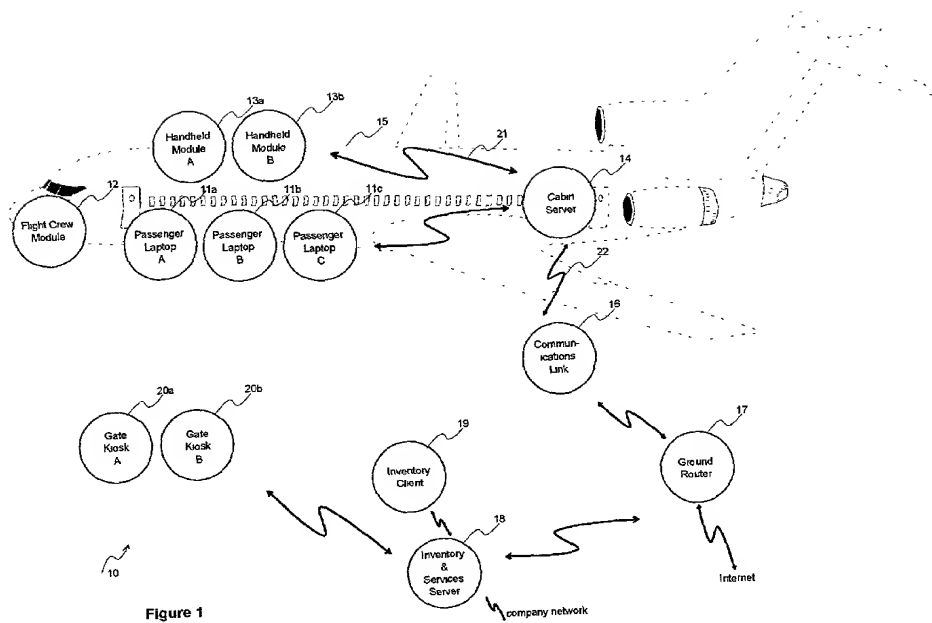 13a
13b
Handheld
Module
A
Handheld
Module
B
15
21
14
Cabin
Server
12
11a
11b
11c
Flight Crew
Module
Passenger
Laptop
A
Passenger
Laptop
B
Passenger
Laptop
C
22
16
Commun-
ications
Link
20a
20b
Gate
Kiosk
A
Gate
Kiosk
B
19
Inventory
Client
17
Ground
Router
18
Inventory
&
Services
Server
Internet
10
Figure 1
company network